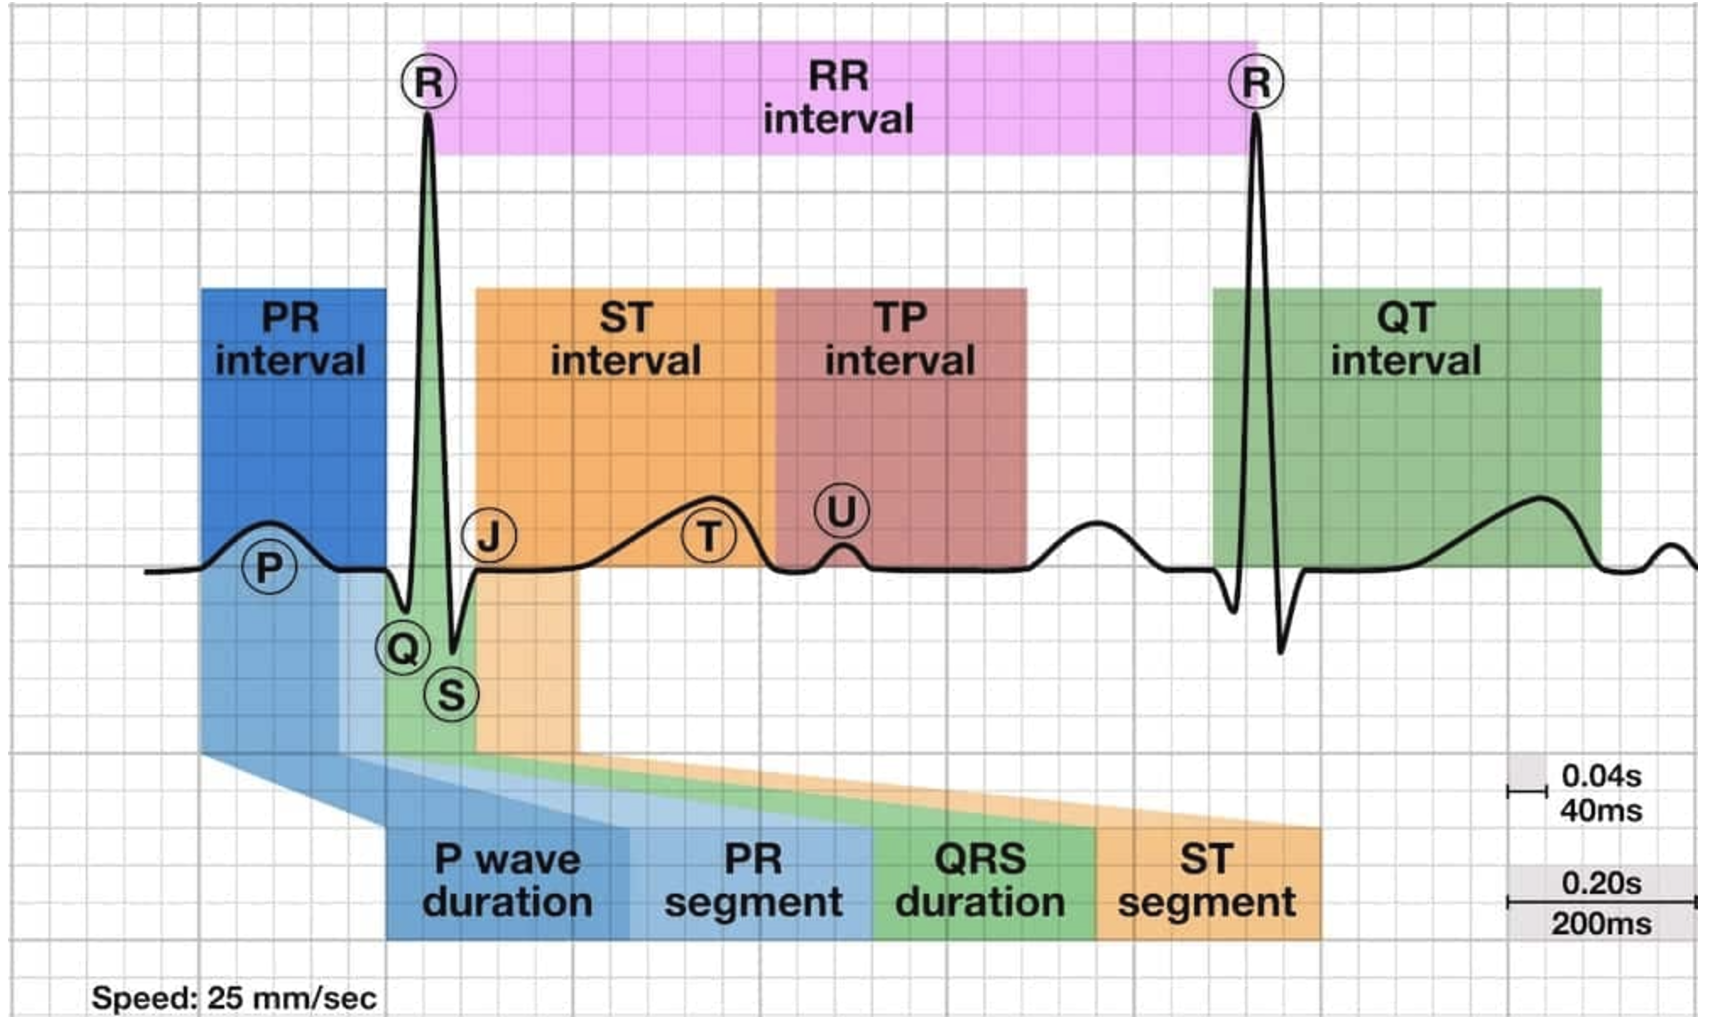 R
RR
interval
R
PR
interval
ST
interval
TP
interval
QT
interval
P
Q
S
J
T
U
0.04s
40ms
P wave
duration
PR
segment
QRS
duration
ST
segment
0.20s
200ms
Speed: 25 mm/sec